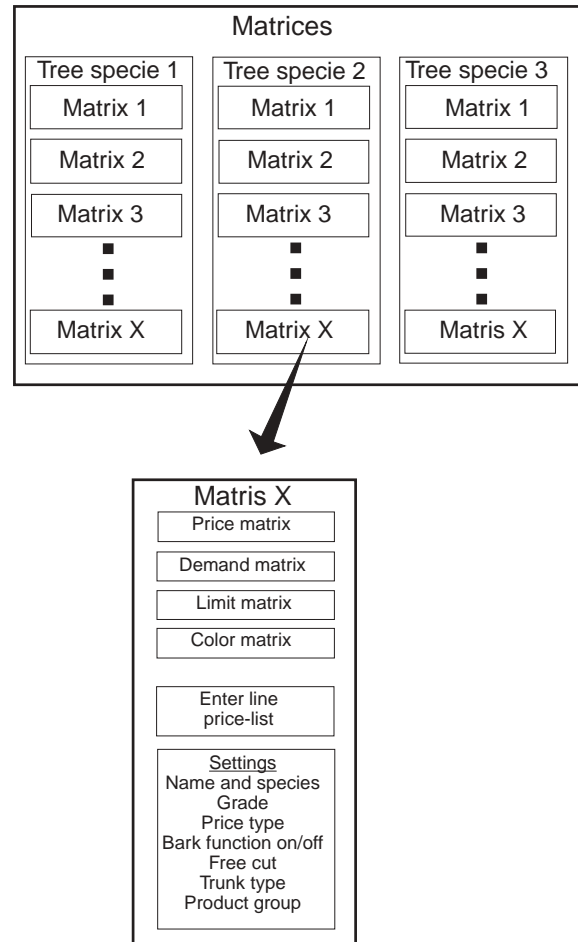 Matrices
Tree specie 1
Matrix 1
Matrix 2
Matrix 3
Matrix X
Tree specie 2
Matrix 1
Matrix 2
Matrix 3
Matrix X
Tree specie 3
Matrix 1
Matrix 2
Matrix 3
Matris X
Matris X
Price matrix
Demand matrix
Limit matrix
Color matrix
Enter line
price-list
Settings
Name and species
Grade
Price type
Bark function on/off
Free cut
Trunk type
Product group